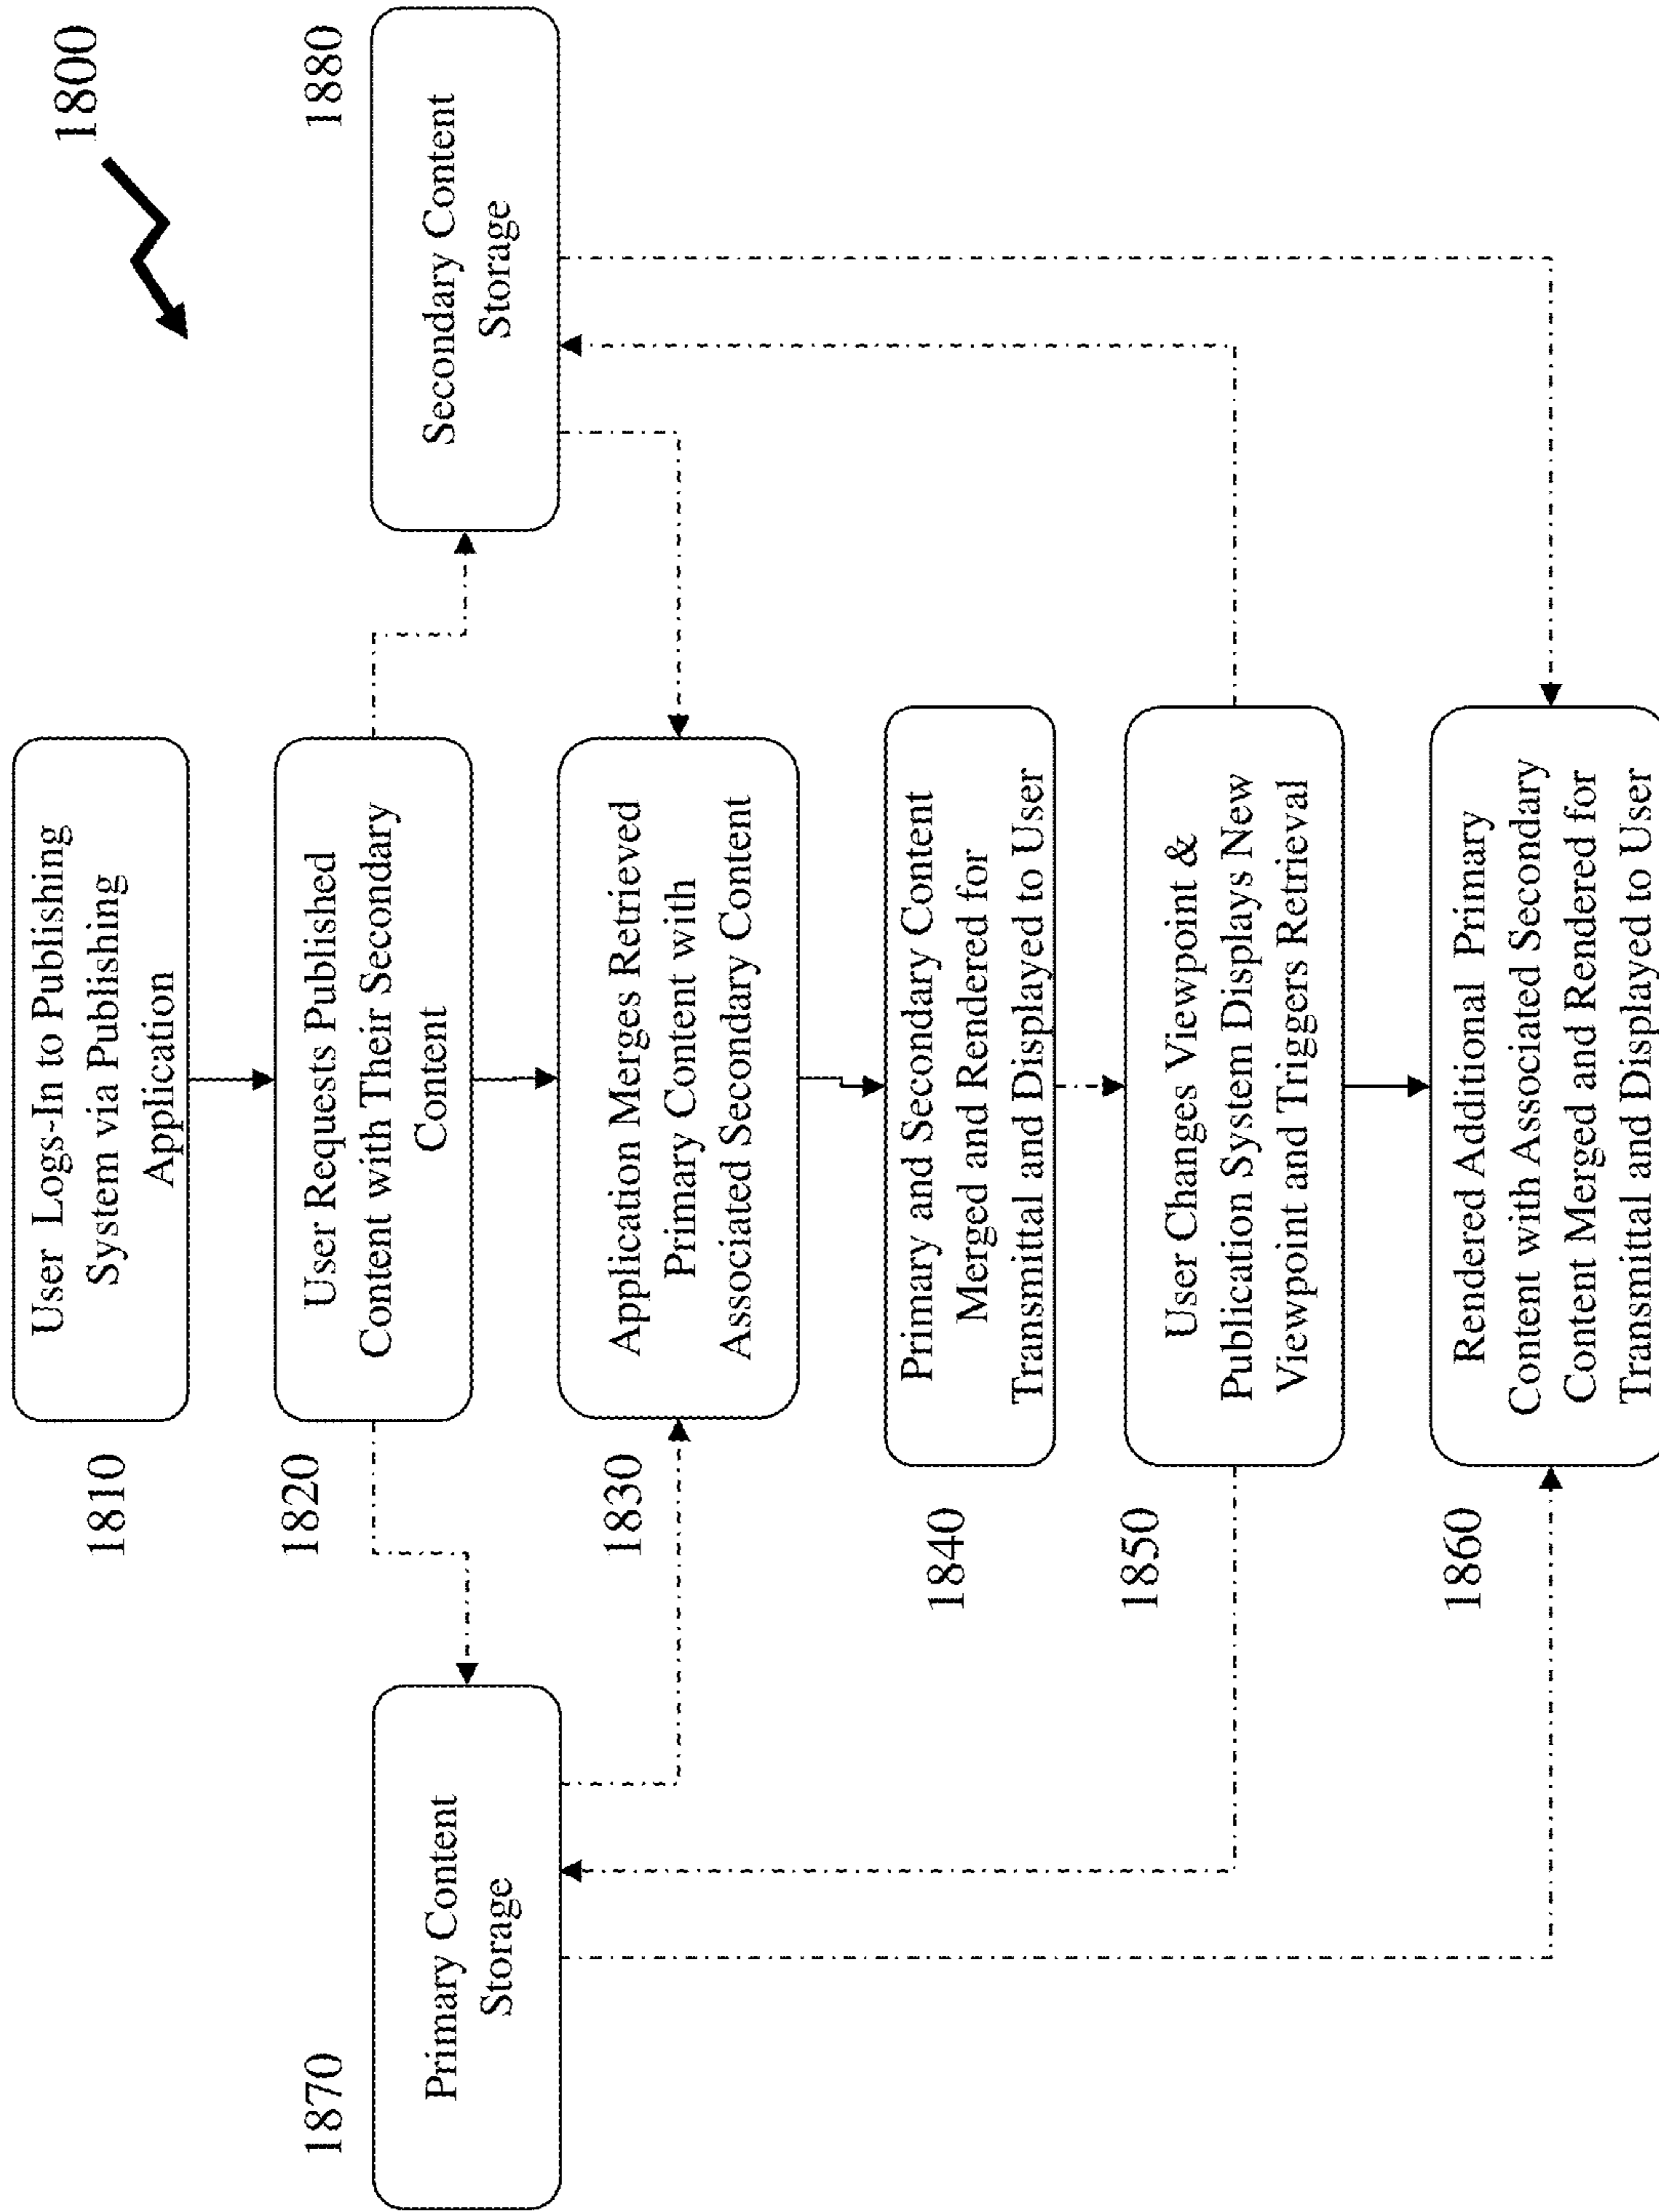 1800
1810
User Logs-In to Publishing
System via Publishing
Application
1820
User Requests Published
Content with Their Secondary
Content
1870
Primary Content
Storage
1880
Secondary Content
Storage
1830
Application Merges Retrieved
Primary Content with
Associated Secondary Content
1840
Primary and Secondary Content
Merged and Rendered for
Transmittal and Displayed to User
1850
User Changes Viewpoint &
Publication System Displays New
Viewpoint and Triggers Retrieval
1860
Rendered Additional Primary
Content with Associated Secondary
Content Merged and Rendered for
Transmittal and Displayed to User